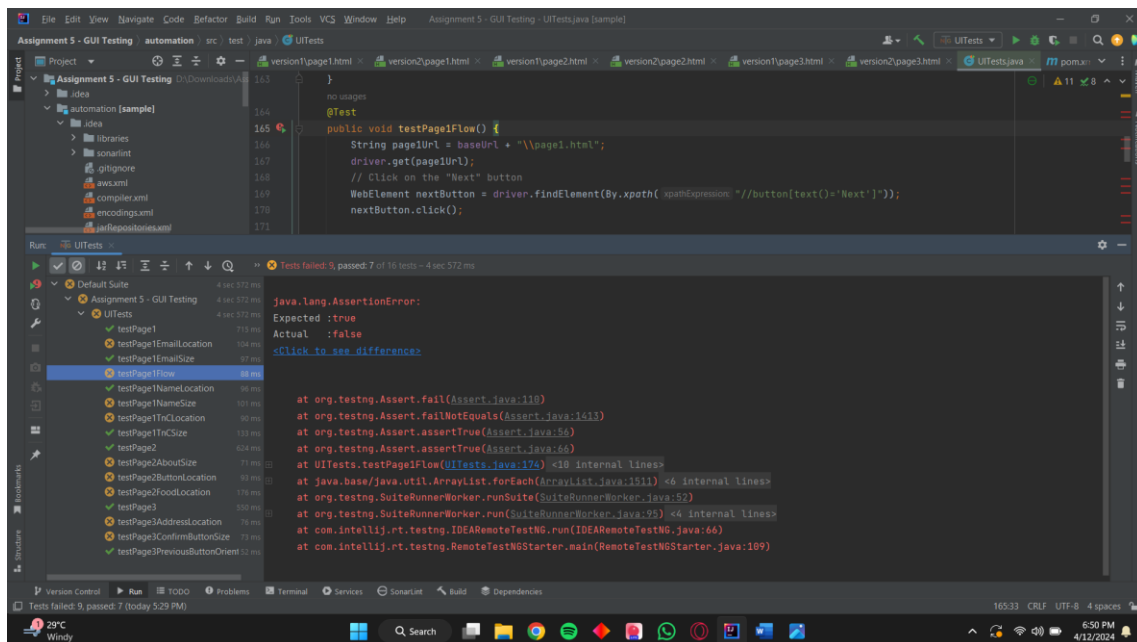 File Edit View Navigate Code Refactor Build Run Tools VCS Window Help Assignment 5 - GUI Testing - UITests.java [sample]
Assignment 5 - GUI Testing automation src test java UITests UITests
Project version1\page1.html version2\page1.html version1\page2.html version2\page2.html version1\page3.html version2\page3.html UITests.java pom.xm
Assignment 5 - GUI Testing D:\Downloads\As 163 }
11 8
.idea no usages
automation [sample] 164 @Test
.idea 165 public void testPage1Flow() {
libraries 166 String page1Url = baseUrl + "\\page1.html";
sonarlint 167 driver.get(page1Url);
.gitignore 168 // Click on the "Next" button
aws.xml 169 WebElement nextButton = driver.findElement(By.xpath( xpathExpression: "//button[text()='Next']"));
compiler.xml
encodings.xml 170 nextButton.click();
jarRepositories.xml 171
Run: UITests
Tests failed: 9, passed: 7 of 16 tests – 4 sec 572 ms
Default Suite 4 sec 572 ms
Assignment 5 - GUI Testing 4 sec 572 ms
UITests 4 sec 572 ms
testPage1 715 ms
testPage1EmailLocation 104 ms
testPage1EmailSize 97 ms
testPage1Flow 88 ms
testPage1NameLocation 96 ms
testPage1NameSize 101 ms
testPage1TnCLocation 90 ms
testPage1TnCSize 133 ms
testPage2 624 ms
testPage2AboutSize 71 ms
testPage2ButtonLocation 93 ms
testPage2FoodLocation 178 ms
testPage3 550 ms
testPage3AddressLocation 76 ms
testPage3ConfirmButtonSize 75 ms
testPage3PreviousButtonOrient 52 ms
java.lang.AssertionError:
Expected :true
Actual :false
<Click to see difference>
at org.testng.Assert.fail(Assert.java:110)
at org.testng.Assert.failNotEquals(Assert.java:1413)
at org.testng.Assert.assertTrue(Assert.java:56)
at org.testng.Assert.assertTrue(Assert.java:66)
at UITests.testPage1Flow(UITests.java:174) <10 internal lines>
at java.base/java.util.ArrayList.forEach(ArrayList.java:1511) <6 internal lines>
at org.testng.SuiteRunnerWorker.runSuite(SuiteRunnerWorker.java:52)
at org.testng.SuiteRunnerWorker.run(SuiteRunnerWorker.java:95) <4 internal lines>
at com.intellij.rt.testng.IDEARemoteTestNG.run(IDEARemoteTestNG.java:66)
at com.intellij.rt.testng.RemoteTestNGStarter.main(RemoteTestNGStarter.java:109)
Bookmarks
Structure
Version Control Run TODO Problems Terminal Services SonarLint Build Dependencies
Tests failed: 9, passed: 7 (today 5:29 PM) 165:33 CRLF UTF-8 4 spaces
29°C
Windy
Search
6:50 PM
4/12/2024